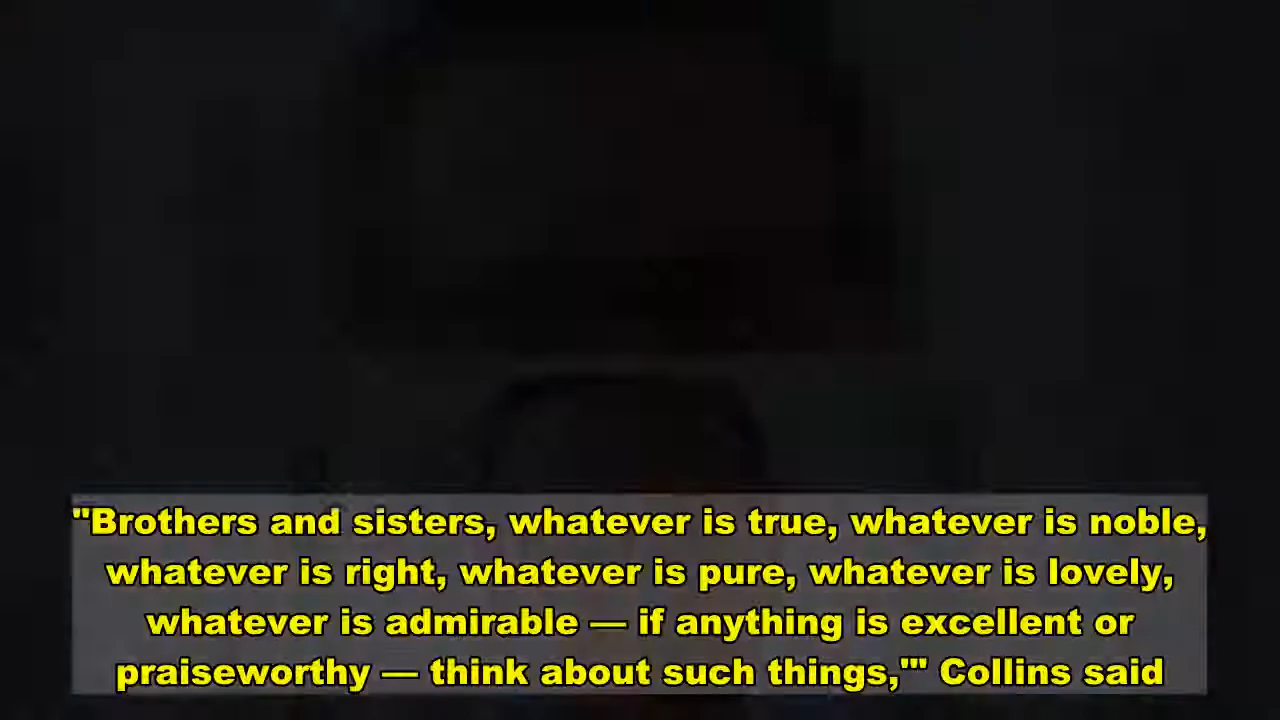 "Brothers and sisters, whatever is true, whatever is noble,
whatever is right, whatever is pure, whatever is lovely,
whatever is admirable — if anything is excellent or
praiseworthy — think about such things,'" Collins said